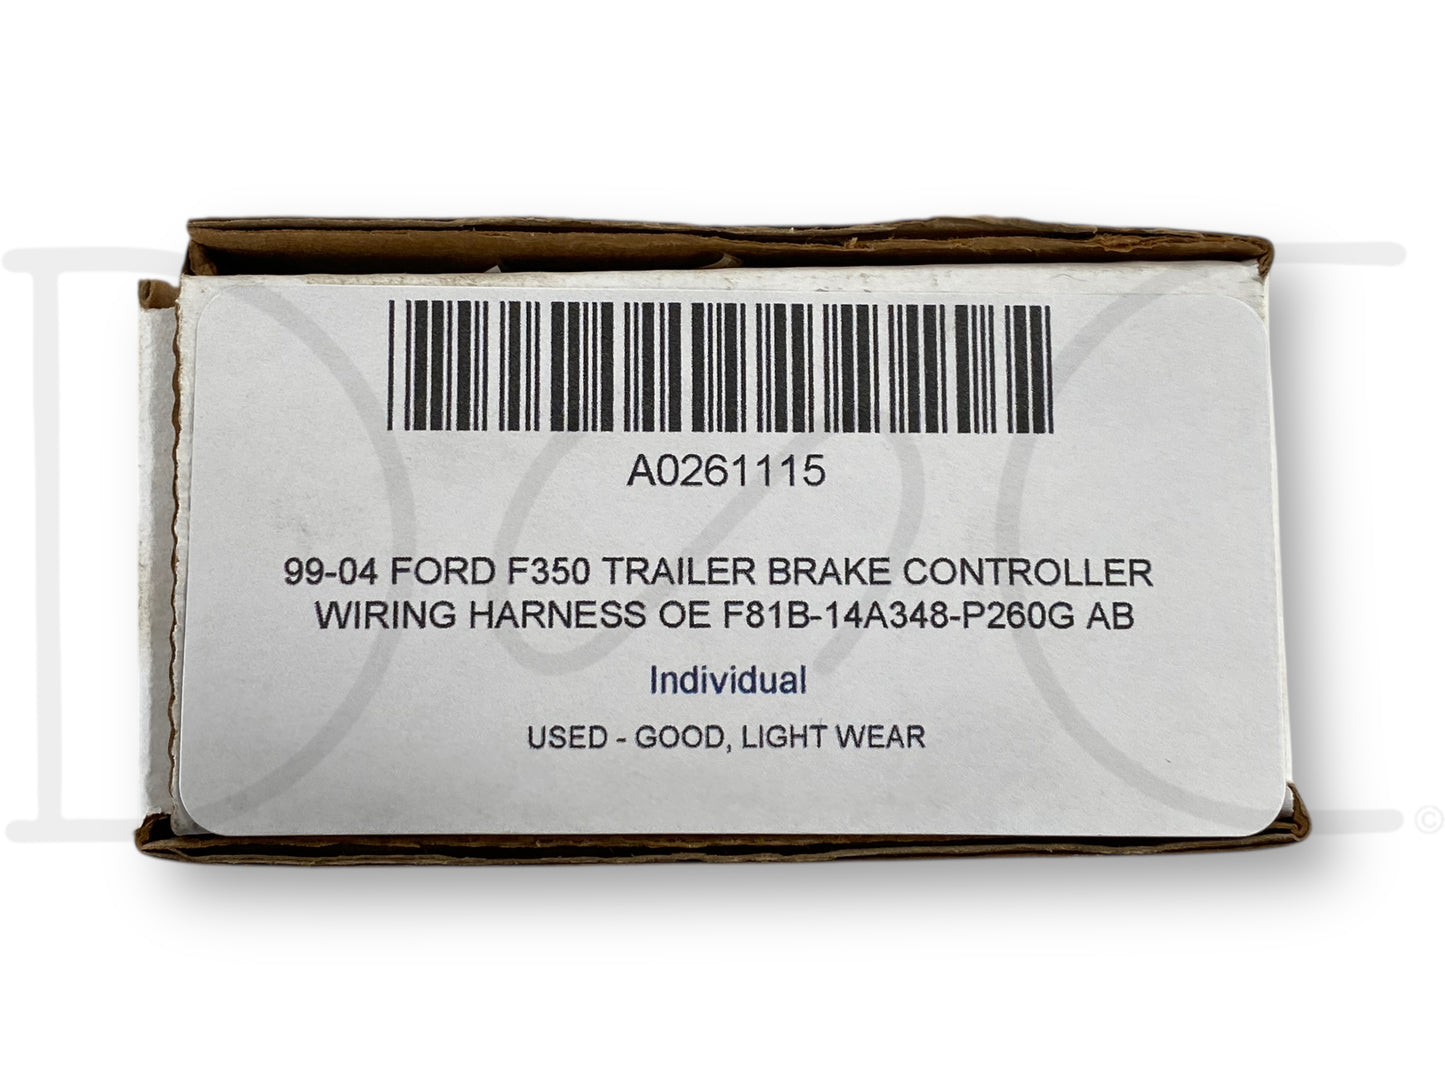 A0261115
99-04 FORD F350 TRAILER BRAKE CONTROLLER
WIRING HARNESS OE F81B-14A348-P260G AB
Individual
USED - GOOD, LIGHT WEAR
©